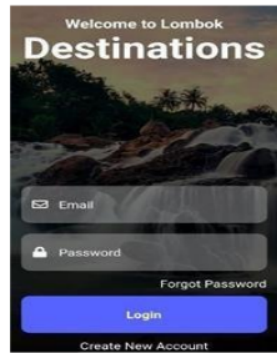 Welcome to Lombok
Destinations
Email
Password
Forgot Password
Login
Create New Account